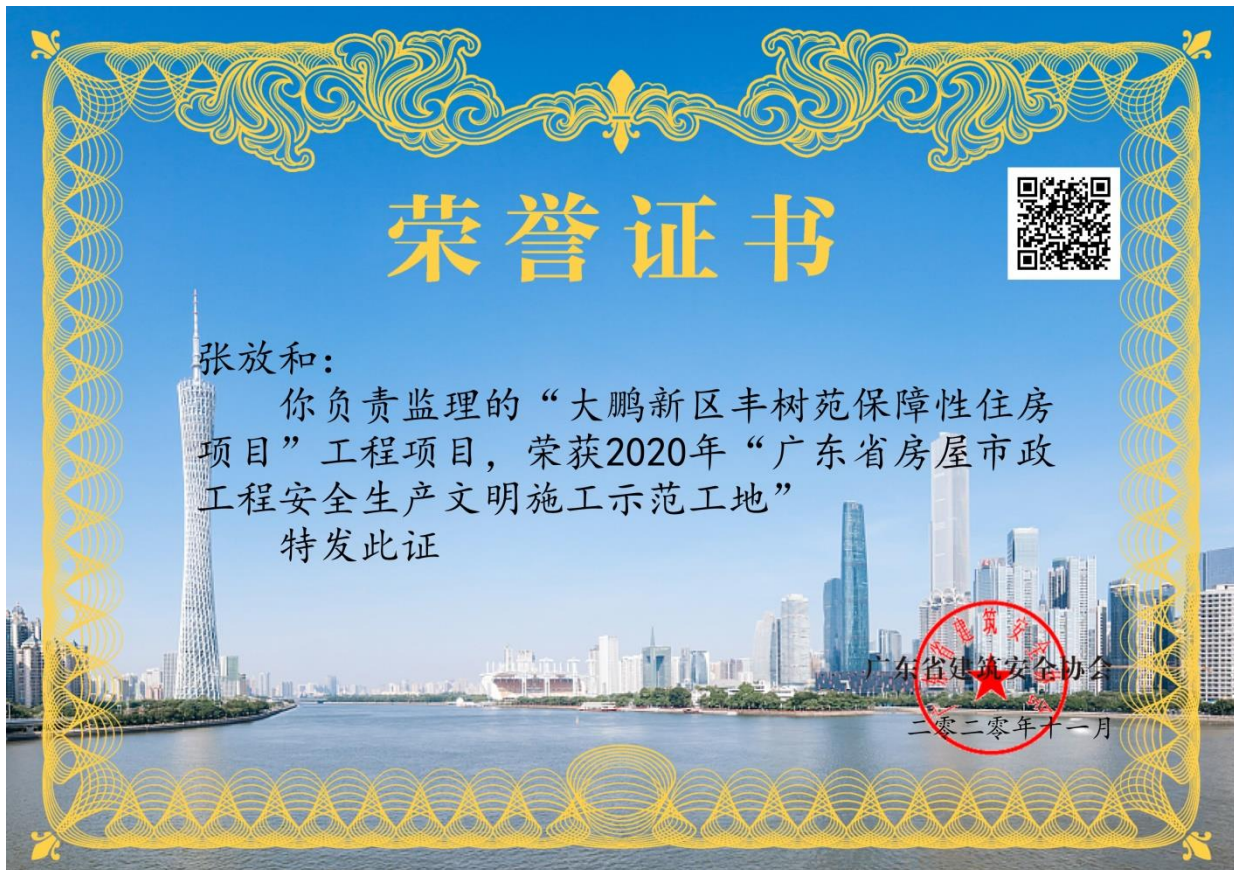 荣誉证书
张放和：
你负责监理的“大鹏新区丰树苑保障性住房
项目”工程项目，荣获2020年“广东省房屋市政
工程安全生产文明施工示范工地”
特发此证
广东省建筑安全协会
二零二零年十一月